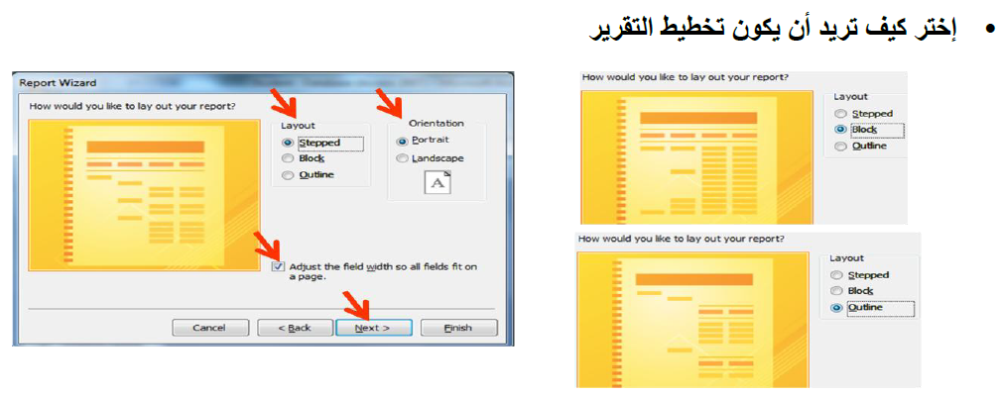 • إختر كيف تريد أن يكون تخطيط التقرير
Report Wizard
How would you like to lay out your report?
Layout
Stepped
Block
Outline
Orientation
Portrait
Landscape
A
Adjust the field width so all fields fit on
a page.
Cancel
< Back
Next >
Finish
How would you like to lay out your report?
Layout
Stepped
Block
Outline
How would you like to lay out your report?
Layout
Stepped
Block
Outline